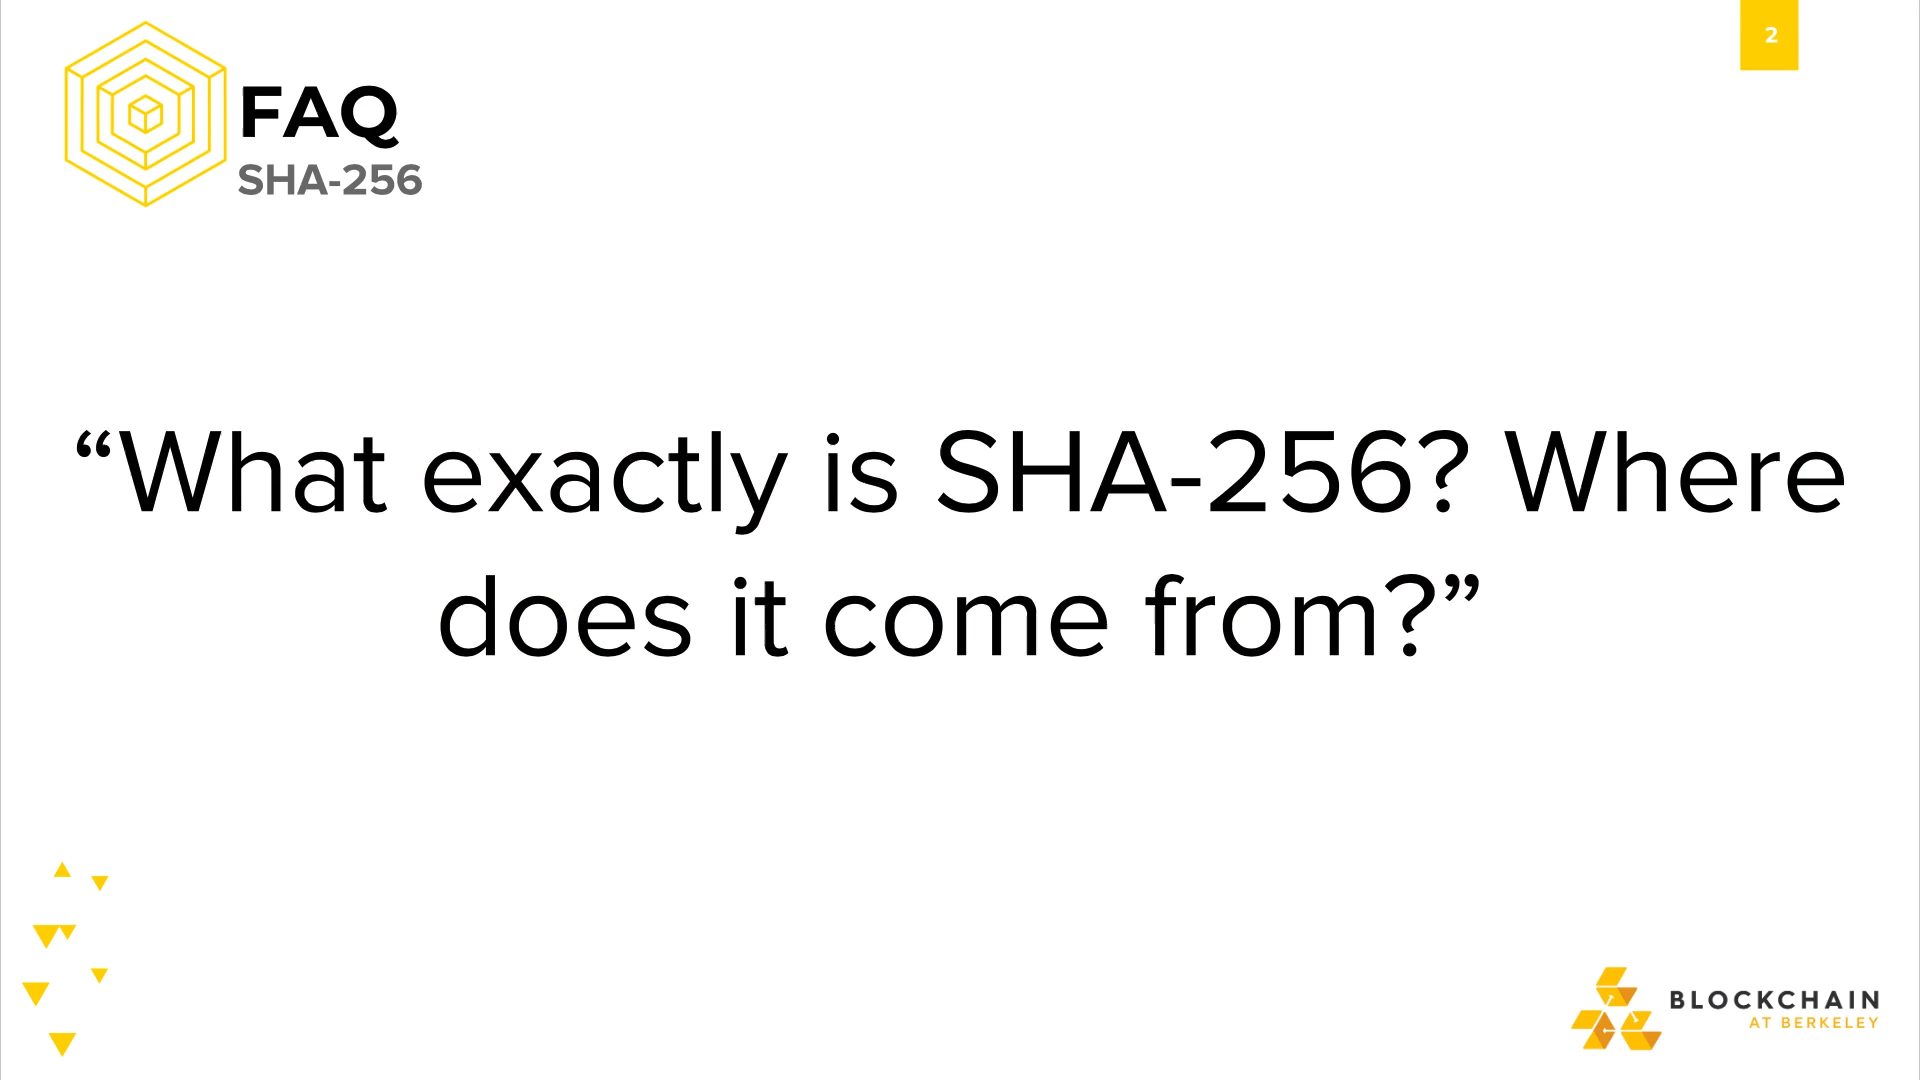 2
FAQ
SHA-256
“What exactly is SHA-256? Where
does it come from?”
BLOCKCHAIN
AT BERKELEY